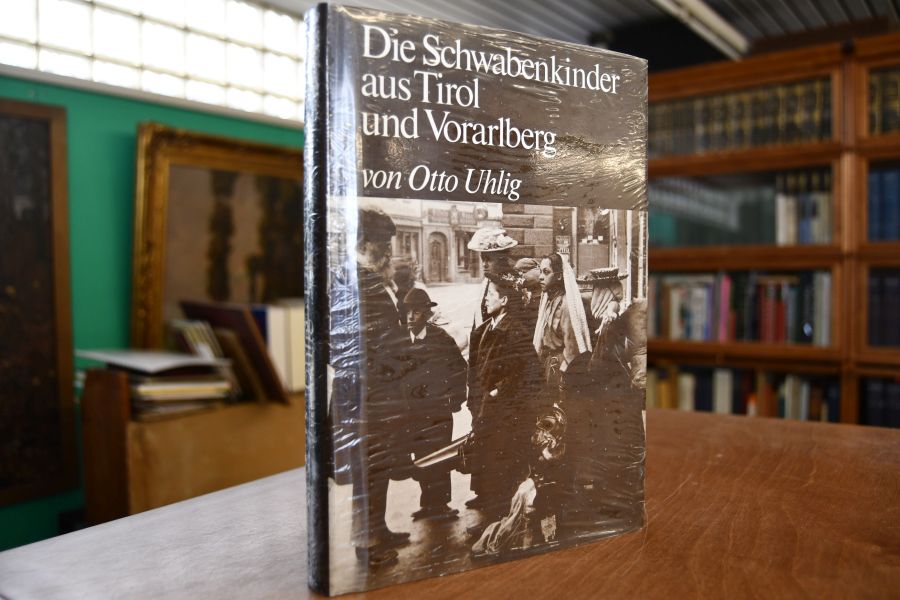 Die Schwabenkinder
aus Tirol
und Vorarlberg
von Otto Uhlig